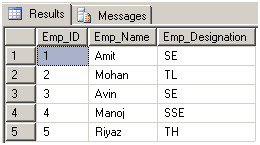 Results Messages
Emp_ID Emp_Name Emp_Designation
1 1 Amit SE
2 2 Mohan TL
3 3 Avin SE
4 4 Manoj SSE
5 5 Riyaz TH